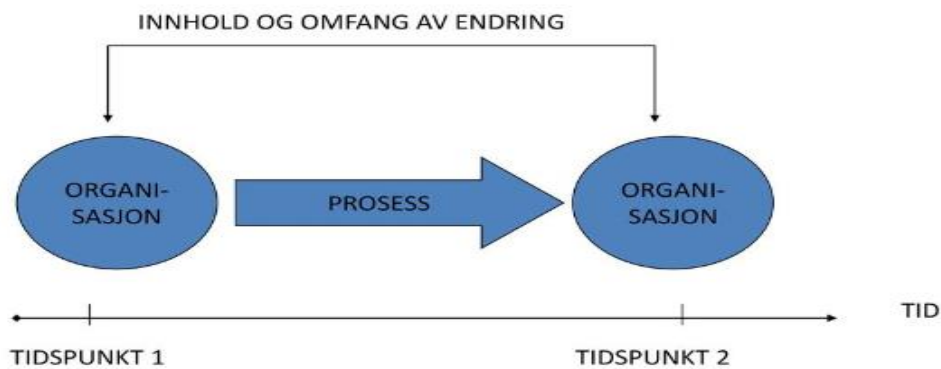 INNHOLD OG OMFANG AV ENDRING
ORGANI-
SASJON
PROSESS
ORGANI-
SASJON
TID
TIDSPUNKT 1
TIDSPUNKT 2